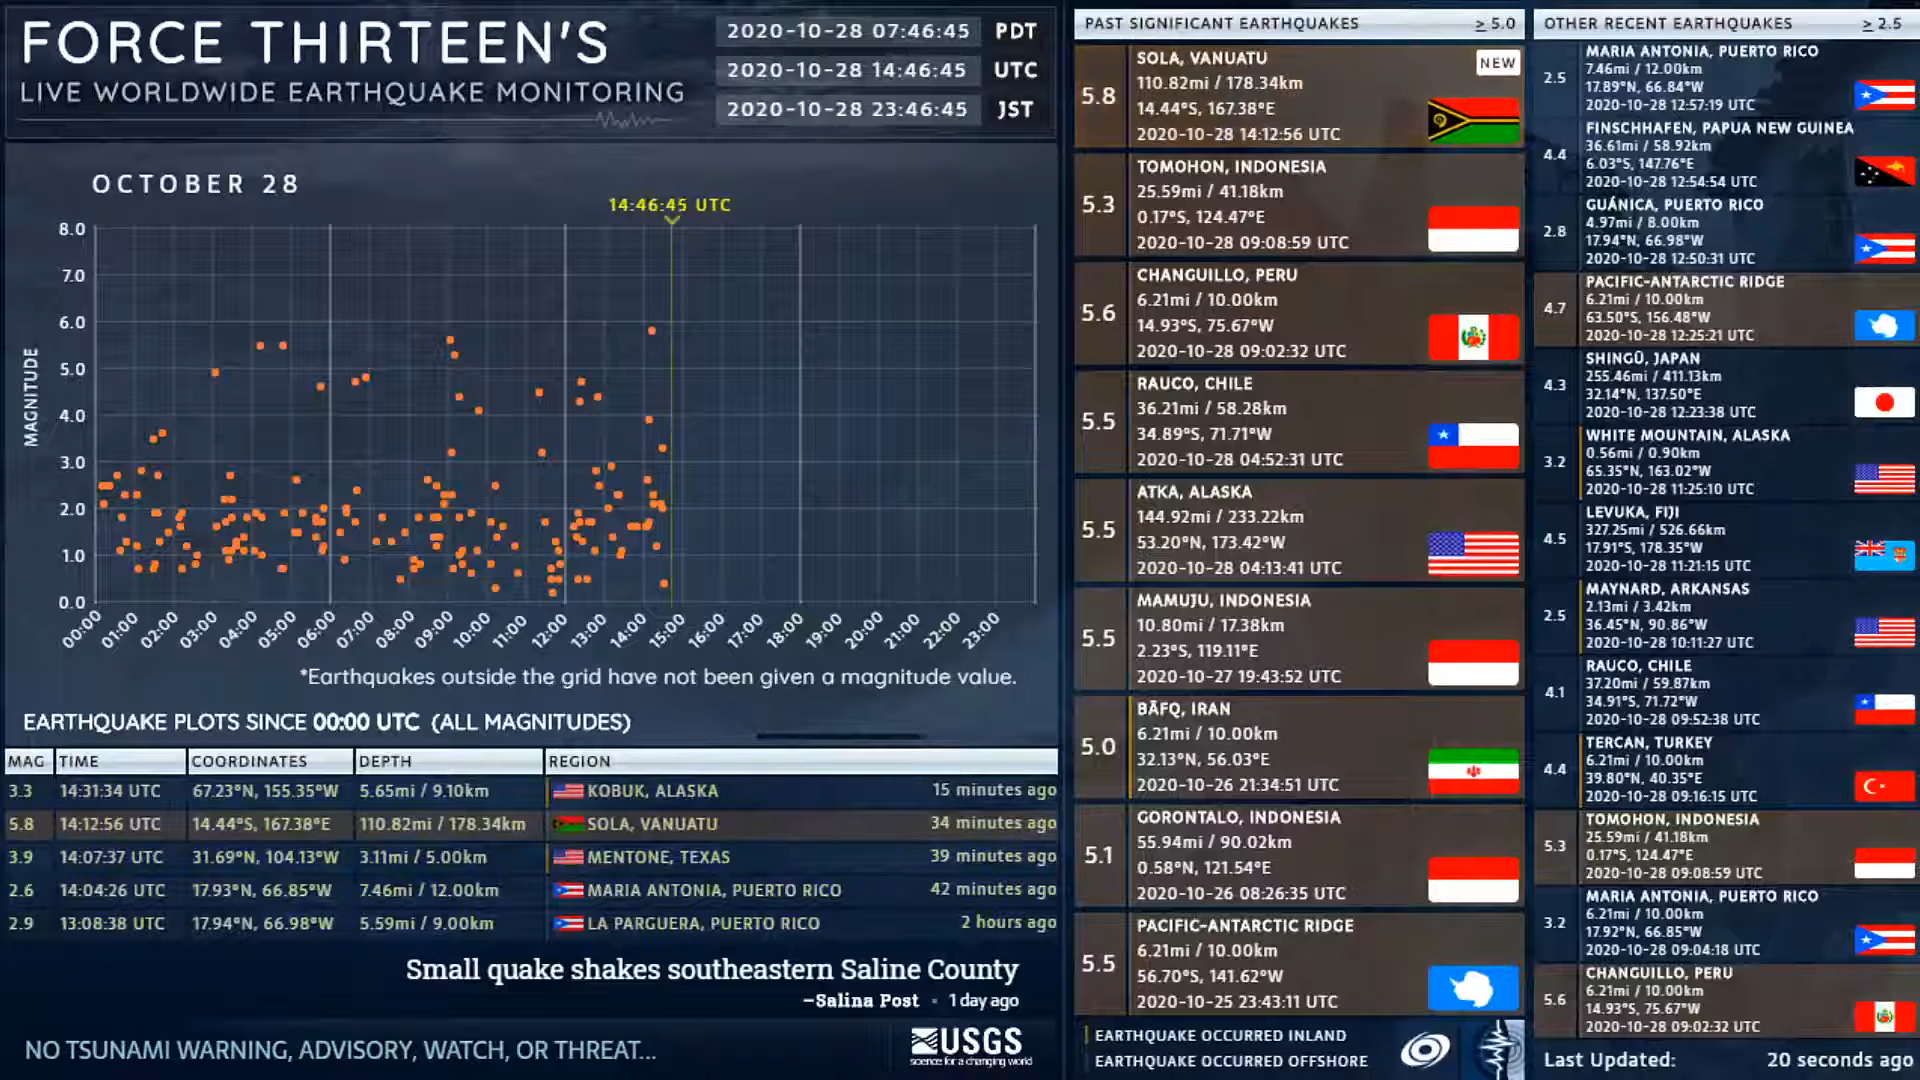 FORCE THIRTEEN'S
LIVE WORLDWIDE EARTHQUAKE MONITORING
2020-10-28 07:46:45 PDT
2020-10-28 14:46:45 UTC
2020-10-28 23:46:45 JST
OCTOBER 28
14:46:45 UTC
MAGNITUDE
8.0
7.0
6.0
5.0
4.0
3.0
2.0
1.0
0.0
00:00 01:00 02:00 03:00 04:00 05:00 06:00 07:00 08:00 09:00 10:00 11:00 12:00 13:00 14:00 15:00 16:00 17:00 18:00 19:00 20:00 21:00 22:00 23:00
*Earthquakes outside the grid have not been given a magnitude value.
EARTHQUAKE PLOTS SINCE 00:00 UTC (ALL MAGNITUDES)
MAG TIME COORDINATES DEPTH REGION
3.3 14:31:34 UTC 67.23°N, 155.35°W 5.65mi / 9.10km KOBUK, ALASKA 15 minutes ago
5.8 14:12:56 UTC 14.44°S, 167.38°E 110.82mi / 178.34km SOLA, VANUATU 34 minutes ago
3.9 14:07:37 UTC 31.69°N, 104.13°W 3.11mi / 5.00km MENTONE, TEXAS 39 minutes ago
2.6 14:04:26 UTC 17.93°N, 66.85°W 7.46mi / 12.00km MARIA ANTONIA, PUERTO RICO 42 minutes ago
2.9 13:08:38 UTC 17.94°N, 66.98°W 5.59mi / 9.00km LA PARGUERA, PUERTO RICO 2 hours ago
Small quake shakes southeastern Saline County
–Salina Post • 1 day ago
NO TSUNAMI WARNING, ADVISORY, WATCH, OR THREAT...
USGS
science for a changing world
PAST SIGNIFICANT EARTHQUAKES ≥ 5.0
5.8
SOLA, VANUATU
NEW
110.82mi / 178.34km
14.44°S, 167.38°E
2020-10-28 14:12:56 UTC
5.3
TOMOHON, INDONESIA
25.59mi / 41.18km
0.17°S, 124.47°E
2020-10-28 09:08:59 UTC
5.6
CHANGUILLO, PERU
6.21mi / 10.00km
14.93°S, 75.67°W
2020-10-28 09:02:32 UTC
5.5
RAUCO, CHILE
36.21mi / 58.28km
34.89°S, 71.71°W
2020-10-28 04:52:31 UTC
5.5
ATKA, ALASKA
144.92mi / 233.22km
53.20°N, 173.42°W
2020-10-28 04:13:41 UTC
5.5
MAMUJU, INDONESIA
10.80mi / 17.38km
2.23°S, 119.11°E
2020-10-27 19:43:52 UTC
5.0
BĀFQ, IRAN
6.21mi / 10.00km
32.13°N, 56.03°E
2020-10-26 21:34:51 UTC
5.1
GORONTALO, INDONESIA
55.94mi / 90.02km
0.58°N, 121.54°E
2020-10-26 08:26:35 UTC
5.5
PACIFIC-ANTARCTIC RIDGE
6.21mi / 10.00km
56.70°S, 141.62°W
2020-10-25 23:43:11 UTC
EARTHQUAKE OCCURRED INLAND
EARTHQUAKE OCCURRED OFFSHORE
OTHER RECENT EARTHQUAKES ≥ 2.5
2.5
MARIA ANTONIA, PUERTO RICO
7.46mi / 12.00km
17.89°N, 66.84°W
2020-10-28 12:57:19 UTC
4.4
FINSCHHAFEN, PAPUA NEW GUINEA
36.61mi / 58.92km
6.03°S, 147.76°E
2020-10-28 12:54:54 UTC
2.8
GUÁNICA, PUERTO RICO
4.97mi / 8.00km
17.94°N, 66.98°W
2020-10-28 12:50:31 UTC
4.7
PACIFIC-ANTARCTIC RIDGE
6.21mi / 10.00km
63.50°S, 156.48°W
2020-10-28 12:25:21 UTC
4.3
SHINGŪ, JAPAN
255.46mi / 411.13km
32.14°N, 137.50°E
2020-10-28 12:23:38 UTC
3.2
WHITE MOUNTAIN, ALASKA
0.56mi / 0.90km
65.35°N, 163.02°W
2020-10-28 11:25:10 UTC
4.5
LEVUKA, FIJI
327.25mi / 526.66km
17.91°S, 178.35°W
2020-10-28 11:21:15 UTC
2.5
MAYNARD, ARKANSAS
2.13mi / 3.42km
36.45°N, 90.86°W
2020-10-28 10:11:27 UTC
4.1
RAUCO, CHILE
37.20mi / 59.87km
34.91°S, 71.72°W
2020-10-28 09:52:38 UTC
4.4
TERCAN, TURKEY
6.21mi / 10.00km
39.80°N, 40.35°E
2020-10-28 09:16:15 UTC
5.3
TOMOHON, INDONESIA
25.59mi / 41.18km
0.17°S, 124.47°E
2020-10-28 09:08:59 UTC
3.2
MARIA ANTONIA, PUERTO RICO
6.21mi / 10.00km
17.92°N, 66.85°W
2020-10-28 09:04:18 UTC
5.6
CHANGUILLO, PERU
6.21mi / 10.00km
14.93°S, 75.67°W
2020-10-28 09:02:32 UTC
Last Updated: 20 seconds ago